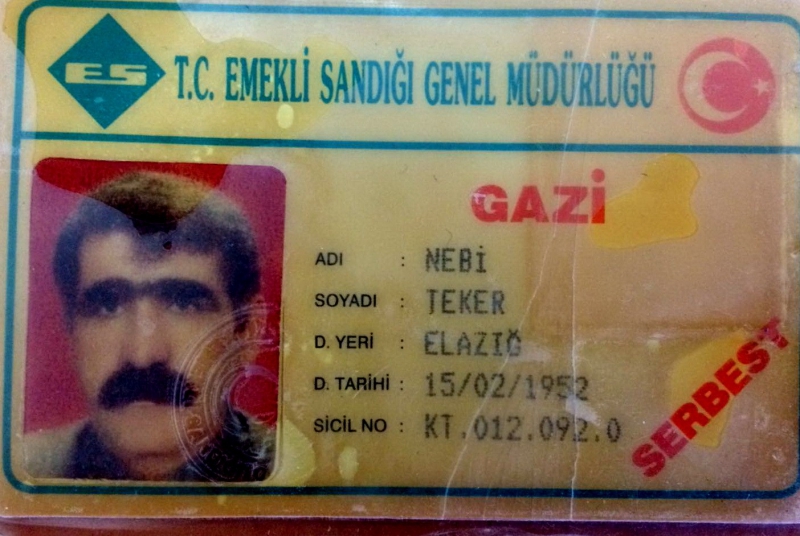 ES
T.C. EMEKLİ SANDIĞI GENEL MÜDÜRLÜĞÜ
GAZİ
ADI : NEBİ
SOYADI : TEKER
D. YERİ : ELAZIĞ
D. TARİHİ : 15/02/1952
SİCİL NO : KT.012.092.0
SERBEST